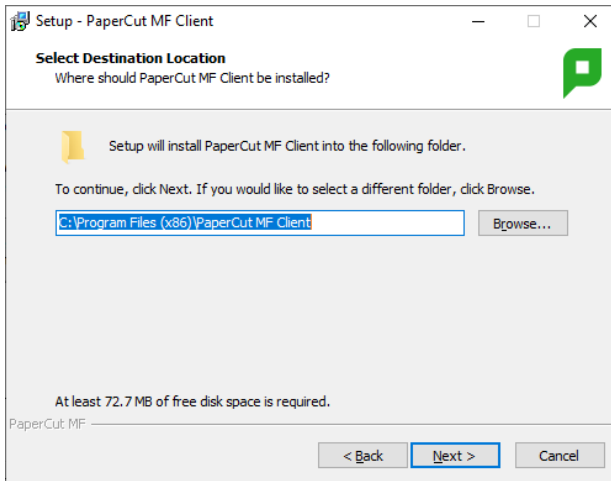 Setup - PaperCut MF Client
Select Destination Location
Where should PaperCut MF Client be installed?
Setup will install PaperCut MF Client into the following folder.
To continue, click Next. If you would like to select a different folder, click Browse.
C:\Program Files (x86)\PaperCut MF Client
Browse...
At least 72.7 MB of free disk space is required.
PaperCut MF
< Back
Next >
Cancel